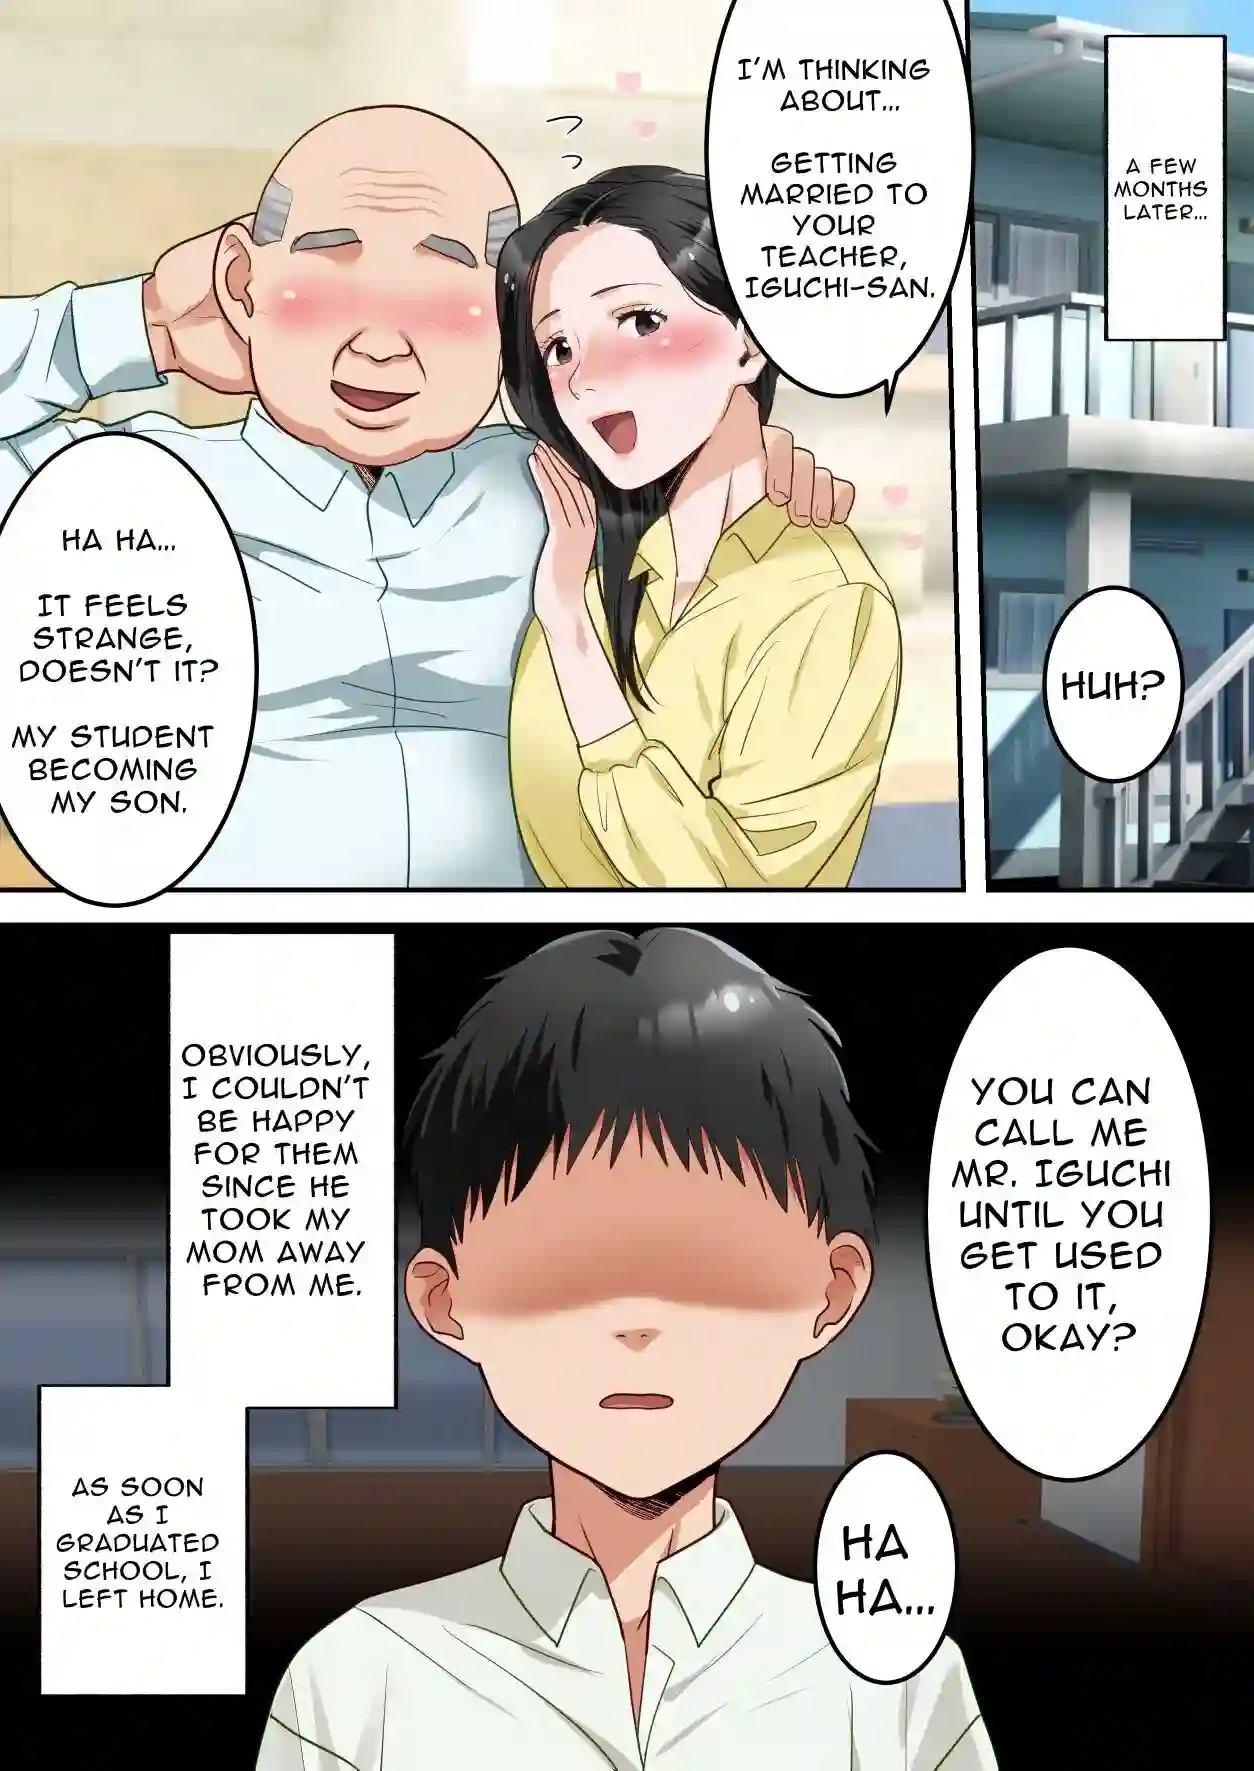 A FEW
MONTHS
LATER...
HUH?
I'M THINKING
ABOUT...
GETTING
MARRIED TO
YOUR
TEACHER,
IGUCHI-SAN.
HA HA...
IT FEELS
STRANGE,
DOESN'T IT?
MY STUDENT
BECOMING
MY SON.
YOU CAN
CALL ME
MR. IGUCHI
UNTIL YOU
GET USED
TO IT,
OKAY?
HA
HA...
OBVIOUSLY,
I COULDN'T
BE HAPPY
FOR THEM
SINCE HE
TOOK MY
MOM AWAY
FROM ME.
AS SOON
AS I
GRADUATED
SCHOOL, I
LEFT HOME.